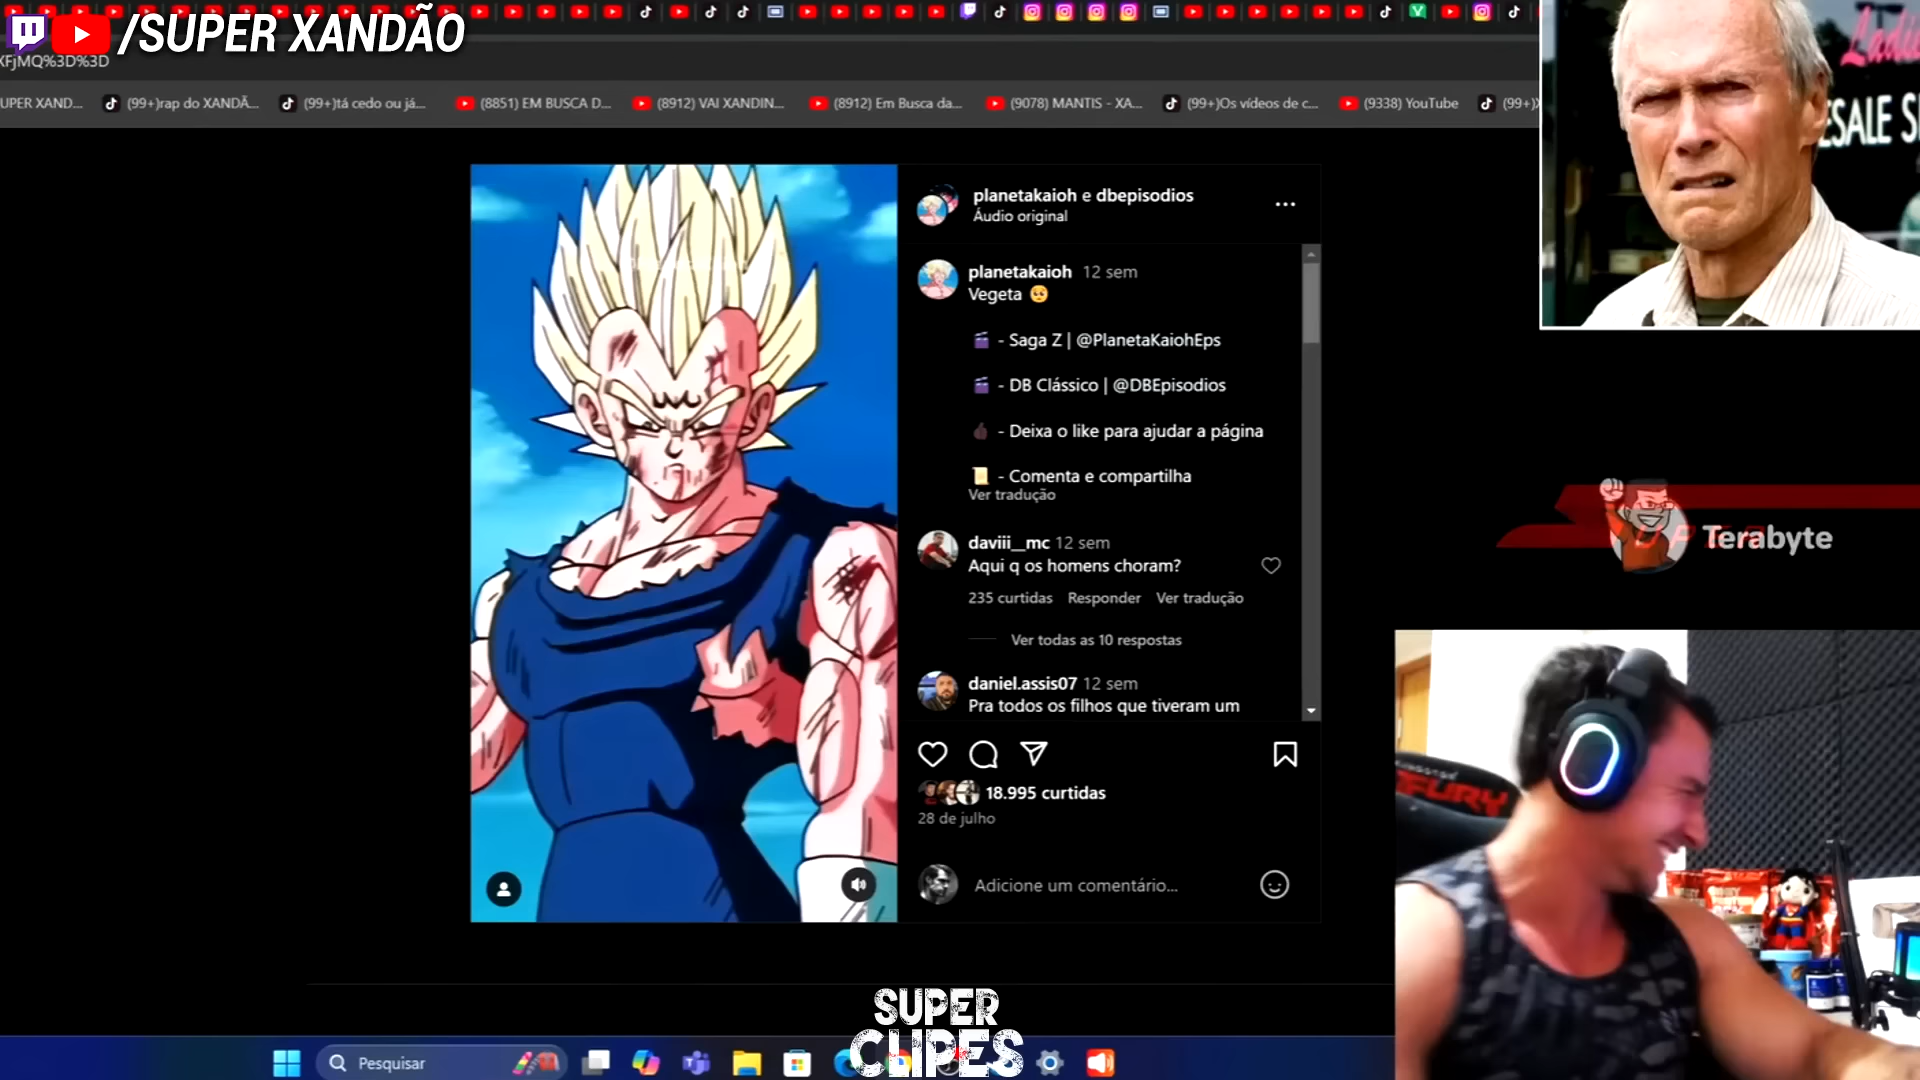 /SUPER XANDÃO
XFjMQ%3D%3D
UPER XAND...
(99+)rap do XANDÃ...
(99+)tá cedo ou já...
(8851) EM BUSCA D...
(8912) VAI XANDIN...
(8912) Em Busca da...
(9078) MANTIS - XA...
(99+)Os vídeos de c...
(9338) YouTube
(99+)X
Ladie
ESALE S
planetakaioh e dbepisodios
Áudio original
planetakaioh 12 sem
Vegeta 🥺
🎬 - Saga Z | @PlanetaKaiohEps
🎬 - DB Clássico | @DBEpisodios
👍🏿 - Deixa o like para ajudar a página
📜 - Comenta e compartilha
Ver tradução
daviii__mc 12 sem
Aqui q os homens choram?
235 curtidas Responder Ver tradução
Ver todas as 10 respostas
daniel.assis07 12 sem
Pra todos os filhos que tiveram um
18.995 curtidas
28 de julho
Adicione um comentário...
Terabyte
FURY
SUPER
CLIPES
Pesquisar